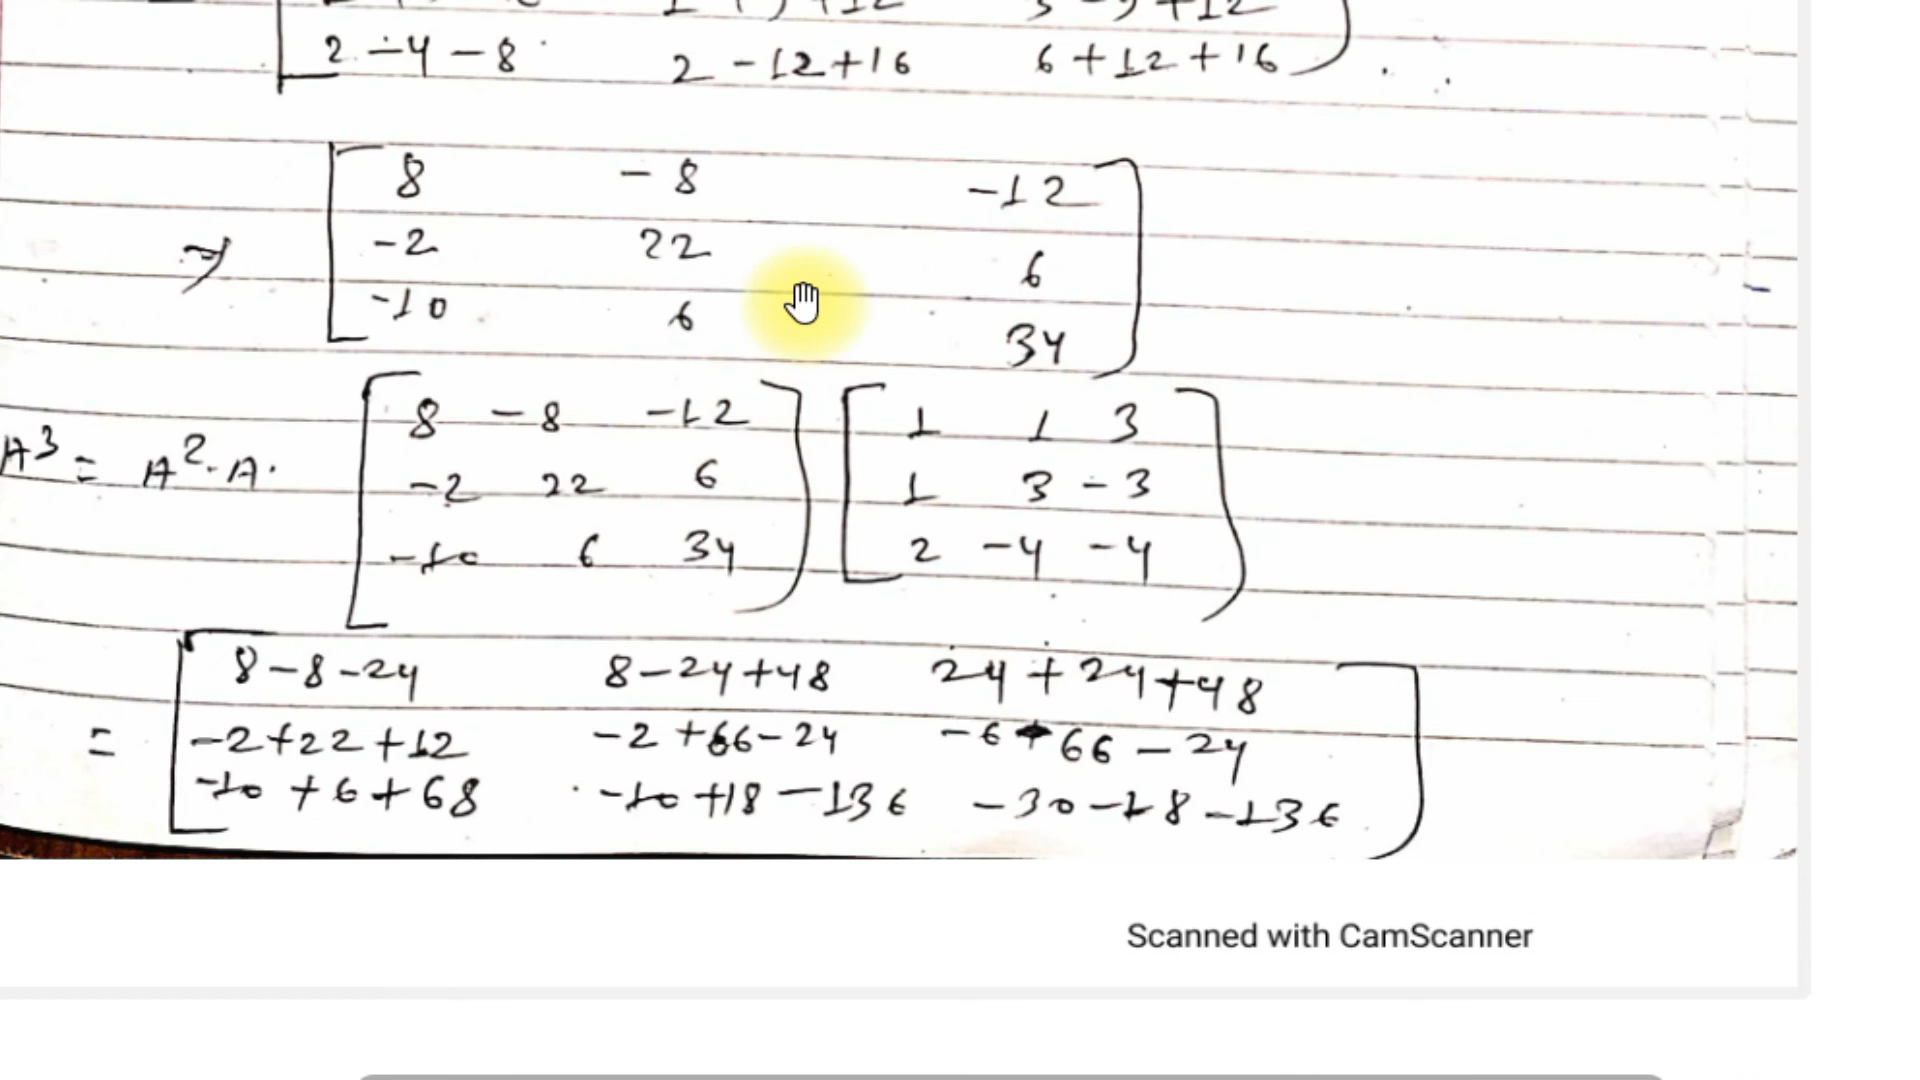 2 -4 -8 2 -12+16 6 +12 +16
8 -8 -12
⇒ -2 22 6
-10 6 34
8 -8 -12 1 1 3
A³ = A². A. -2 22 6 1 3 -3
-10 6 34 2 -4 -4
8-8-24 8-24+48 24+24+48
= -2+22+12 -2+66-24 -6 66-24
-10+6+68 -10+18-136 -30-18-136
Scanned with CamScanner